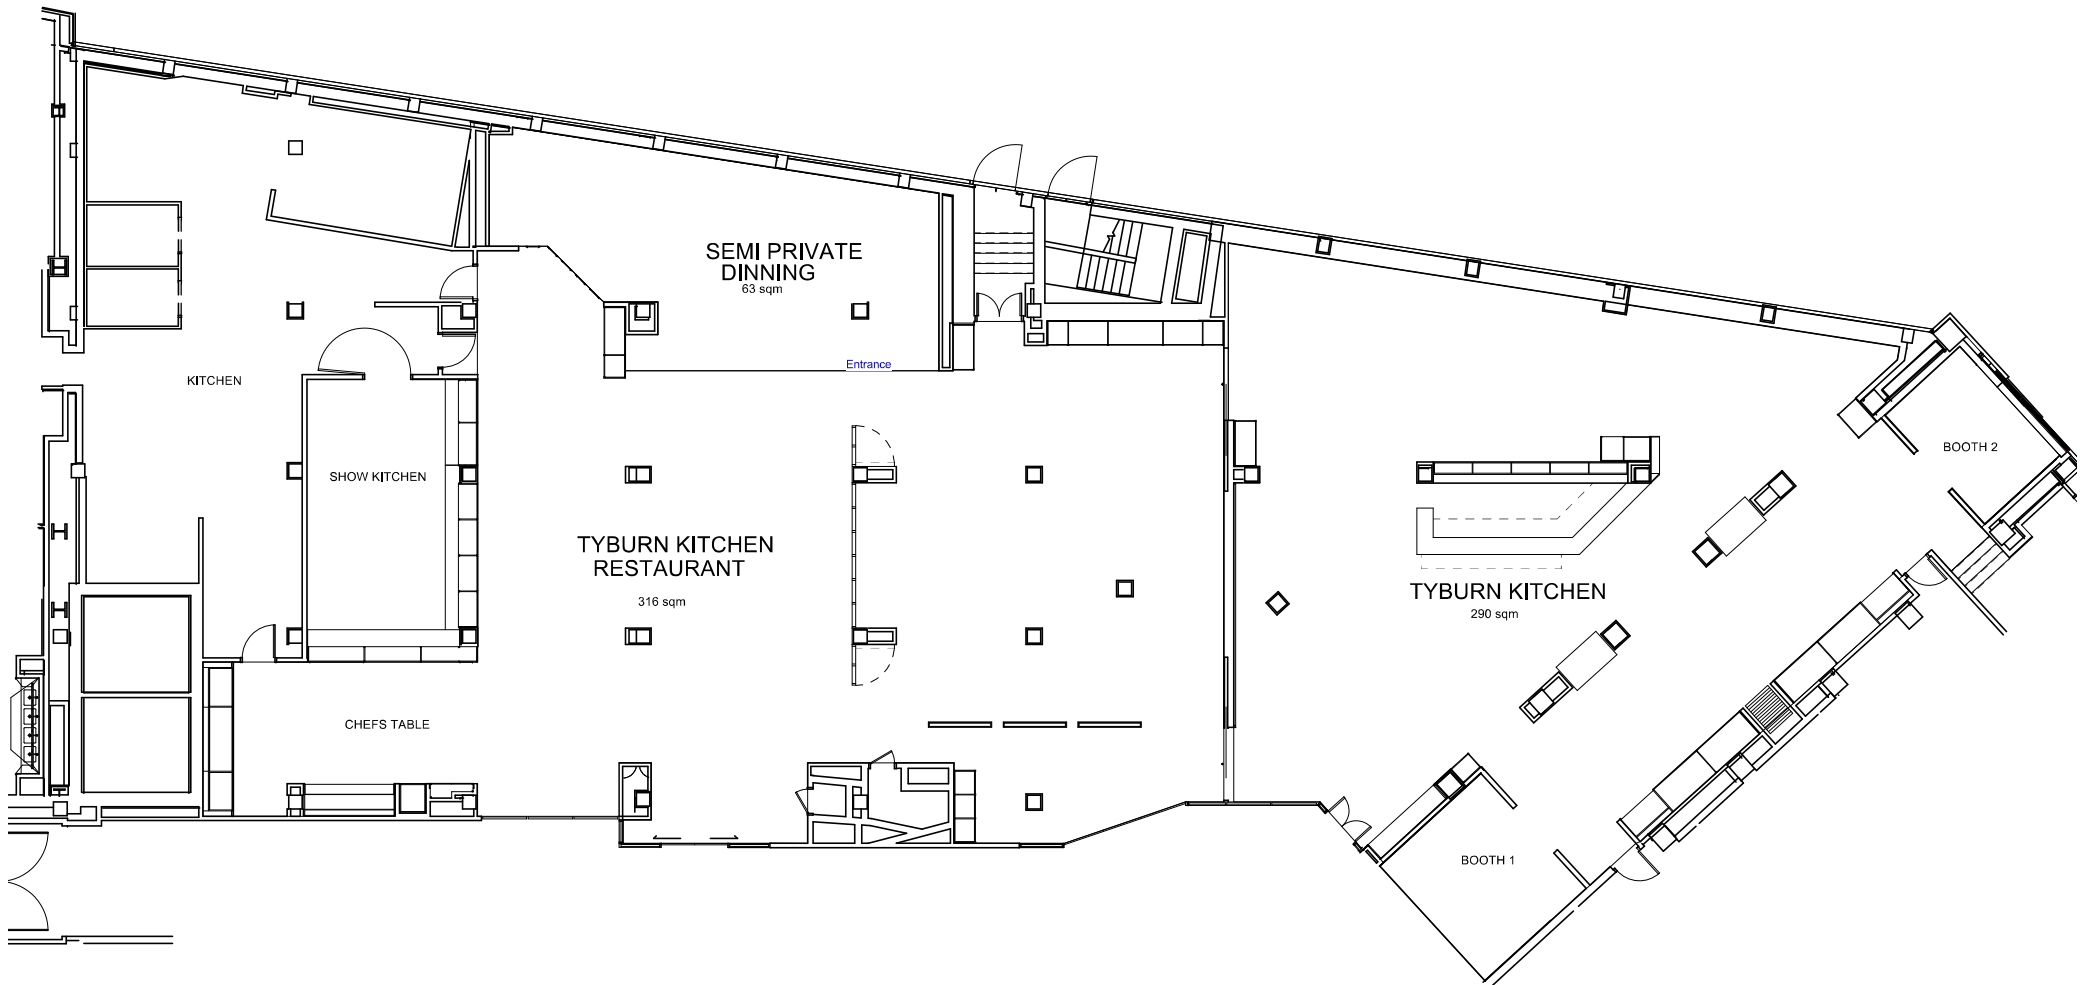 SEMI PRIVATE
DINNING
63 sqm
Entrance
KITCHEN
SHOW KITCHEN
BOOTH 2
TYBURN KITCHEN
RESTAURANT
316 sqm
TYBURN KITCHEN
290 sqm
CHEFS TABLE
BOOTH 1